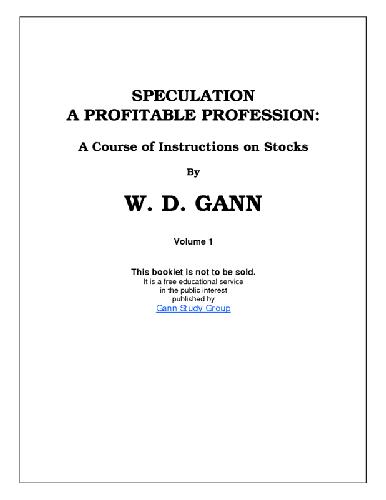 SPECULATION
A PROFITABLE PROFESSION:
A Course of Instructions on Stocks
By
W. D. GANN
Volume 1
This booklet is not to be sold.
It is a free educational service
in the public interest
published by
Gann Study Group